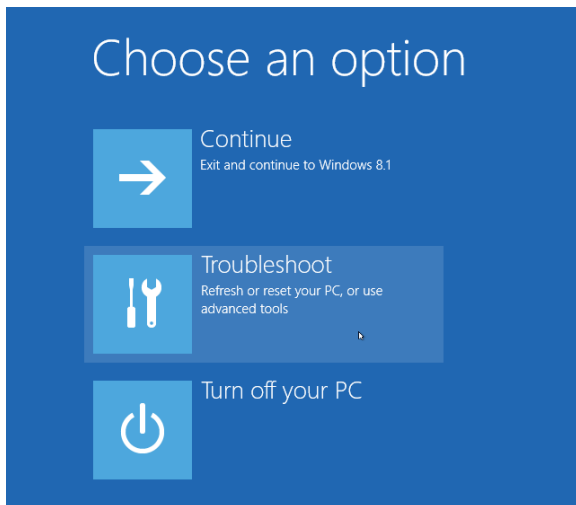 Choose an option
Continue
Exit and continue to Windows 8.1
Troubleshoot
Refresh or reset your PC, or use
advanced tools
Turn off your PC